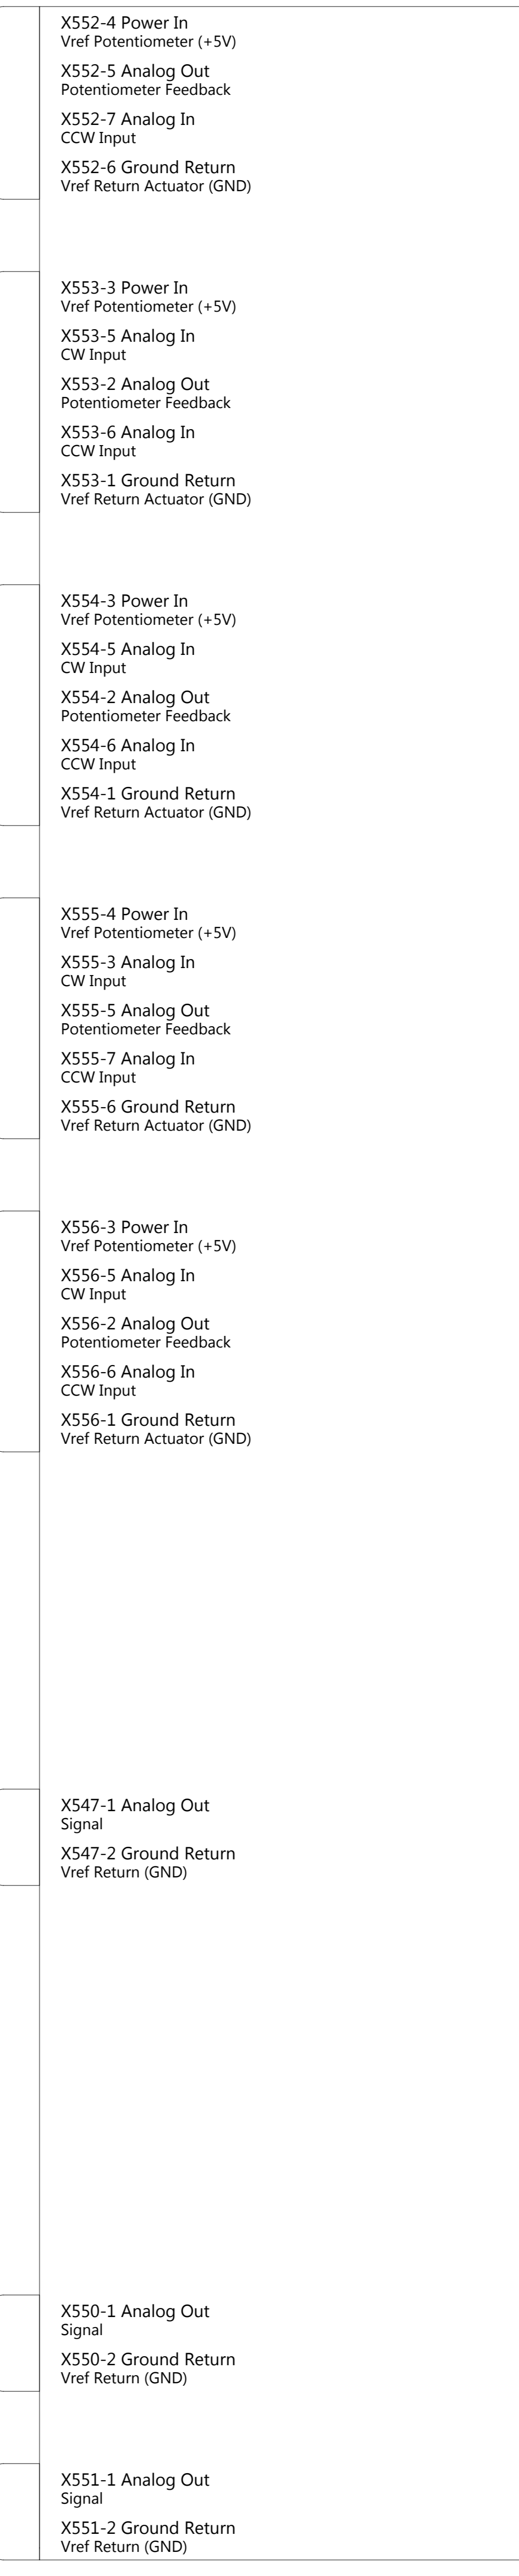 X552-4 Power In
Vref Potentiometer (+5V)
X552-5 Analog Out
Potentiometer Feedback
X552-7 Analog In
CCW Input
X552-6 Ground Return
Vref Return Actuator (GND)
X553-3 Power In
Vref Potentiometer (+5V)
X553-5 Analog In
CW Input
X553-2 Analog Out
Potentiometer Feedback
X553-6 Analog In
CCW Input
X553-1 Ground Return
Vref Return Actuator (GND)
X554-3 Power In
Vref Potentiometer (+5V)
X554-5 Analog In
CW Input
X554-2 Analog Out
Potentiometer Feedback
X554-6 Analog In
CCW Input
X554-1 Ground Return
Vref Return Actuator (GND)
X555-4 Power In
Vref Potentiometer (+5V)
X555-3 Analog In
CW Input
X555-5 Analog Out
Potentiometer Feedback
X555-7 Analog In
CCW Input
X555-6 Ground Return
Vref Return Actuator (GND)
X556-3 Power In
Vref Potentiometer (+5V)
X556-5 Analog In
CW Input
X556-2 Analog Out
Potentiometer Feedback
X556-6 Analog In
CCW Input
X556-1 Ground Return
Vref Return Actuator (GND)
X547-1 Analog Out
Signal
X547-2 Ground Return
Vref Return (GND)
X550-1 Analog Out
Signal
X550-2 Ground Return
Vref Return (GND)
X551-1 Analog Out
Signal
X551-2 Ground Return
Vref Return (GND)